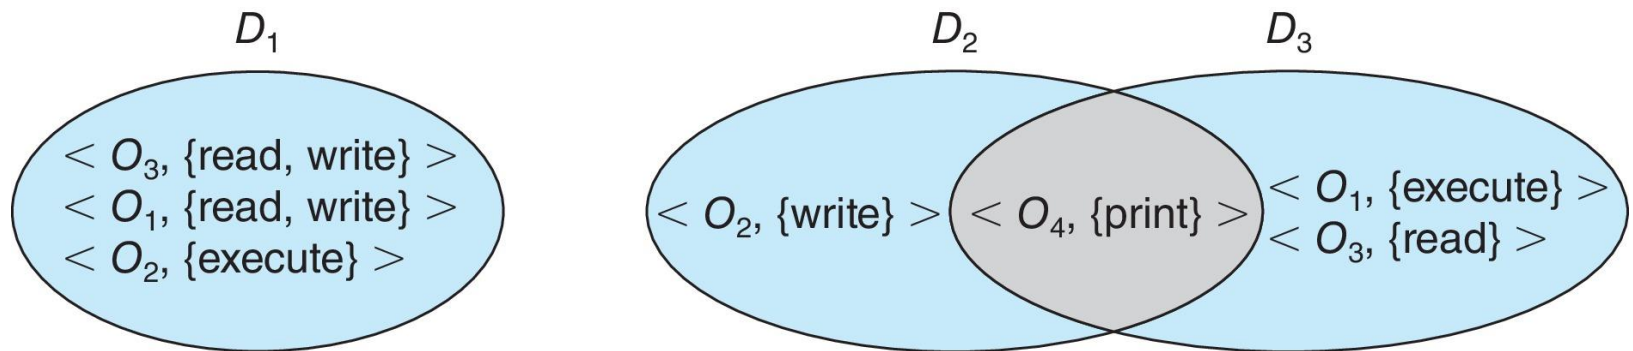 D₁
D₂
D₃
< O₃, {read, write} >
< O₁, {read, write} >
< O₂, {execute} >
< O₂, {write} >
< O₄, {print} >
< O₁, {execute} >
< O₃, {read} >